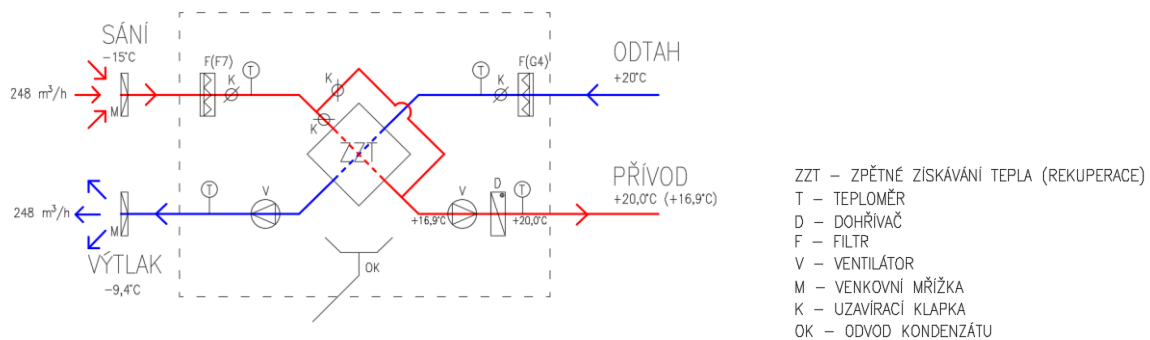 SÁNÍ
-15°C
F(F7)
T
K
K
T
F(G4)
K
ODTAH
+20°C
248 m³/h
M
K
ZZT
PŘÍVOD
+20,0°C (+16,9°C)
T
V
V
D
T
248 m³/h
M
+16,9°C
+20,0°C
VÝTLAK
-9,4°C
OK
ZZT – ZPĚTNÉ ZÍSKÁVÁNÍ TEPLA (REKUPERACE)
T – TEPLOMĚR
D – DOHŘÍVAČ
F – FILTR
V – VENTILÁTOR
M – VENKOVNÍ MŘÍŽKA
K – UZAVÍRACÍ KLAPKA
OK – ODVOD KONDENZÁTU